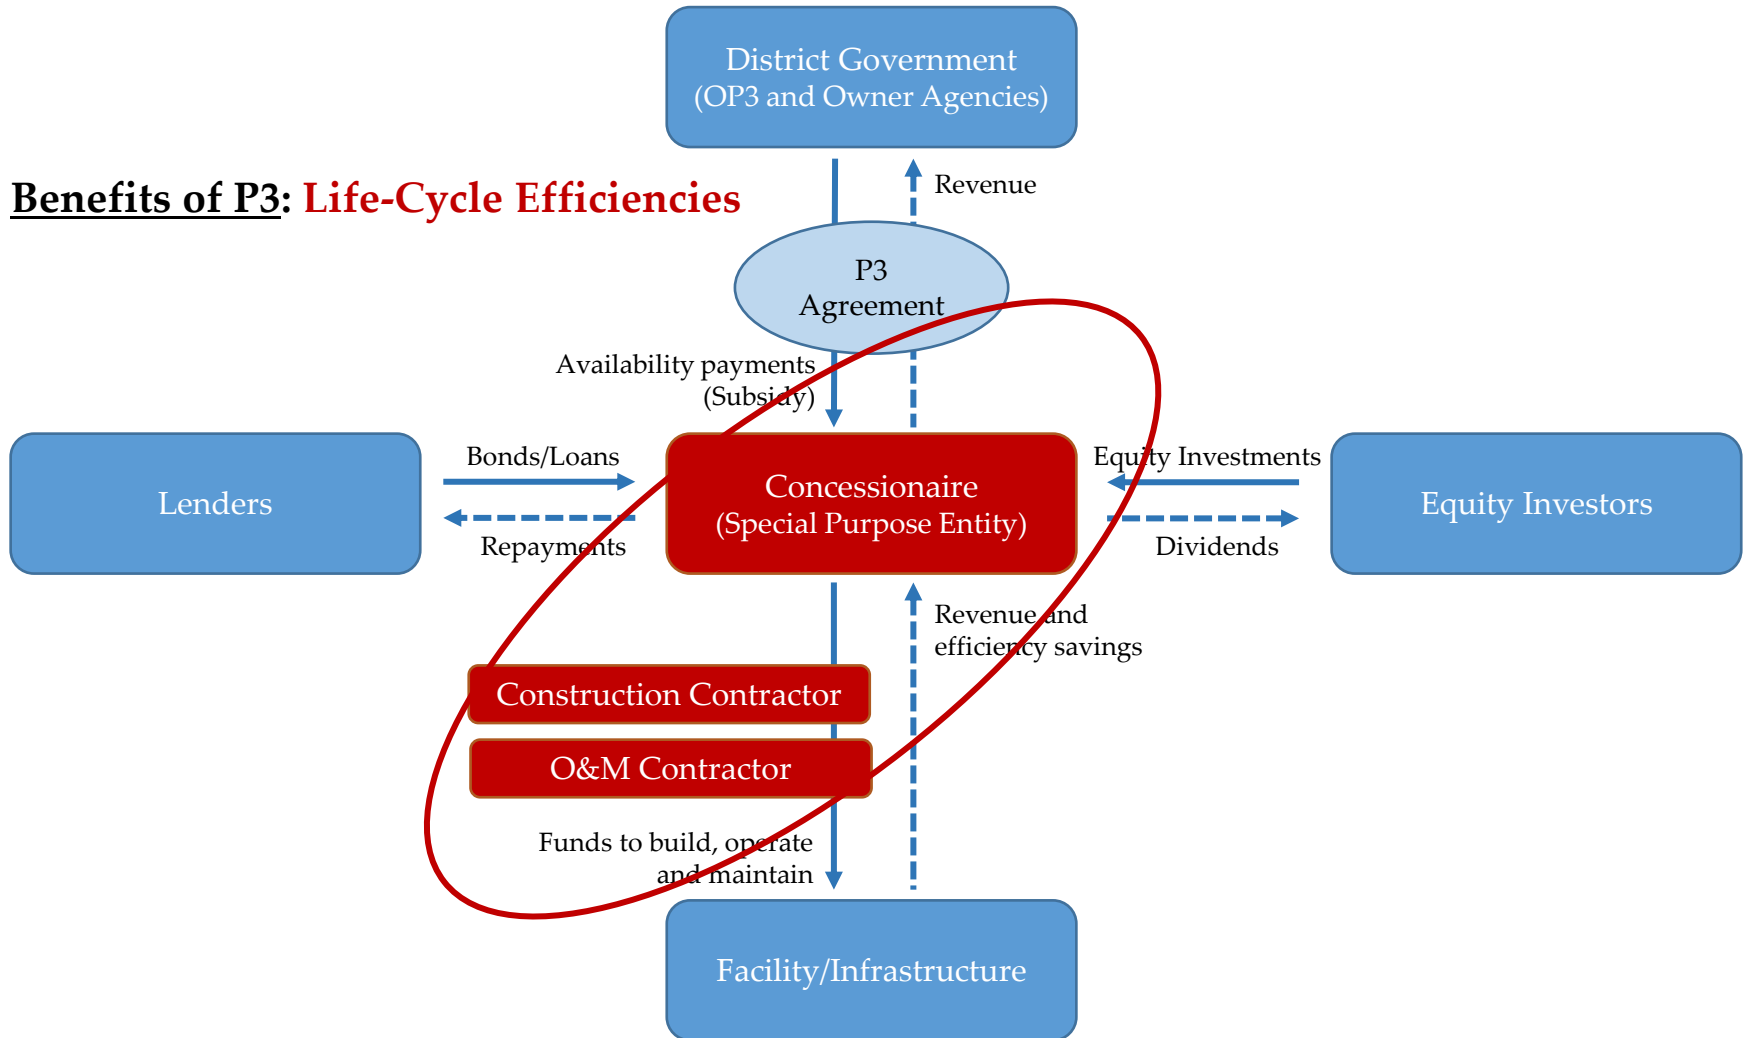 District Government
(OP3 and Owner Agencies)
Revenue
Benefits of P3: Life-Cycle Efficiencies
P3
Agreement
Availability payments
(Subsidy)
Lenders
Bonds/Loans
Repayments
Concessionaire
(Special Purpose Entity)
Equity Investments
Dividends
Equity Investors
Revenue and
efficiency savings
Construction Contractor
O&M Contractor
Funds to build, operate
and maintain
Facility/Infrastructure